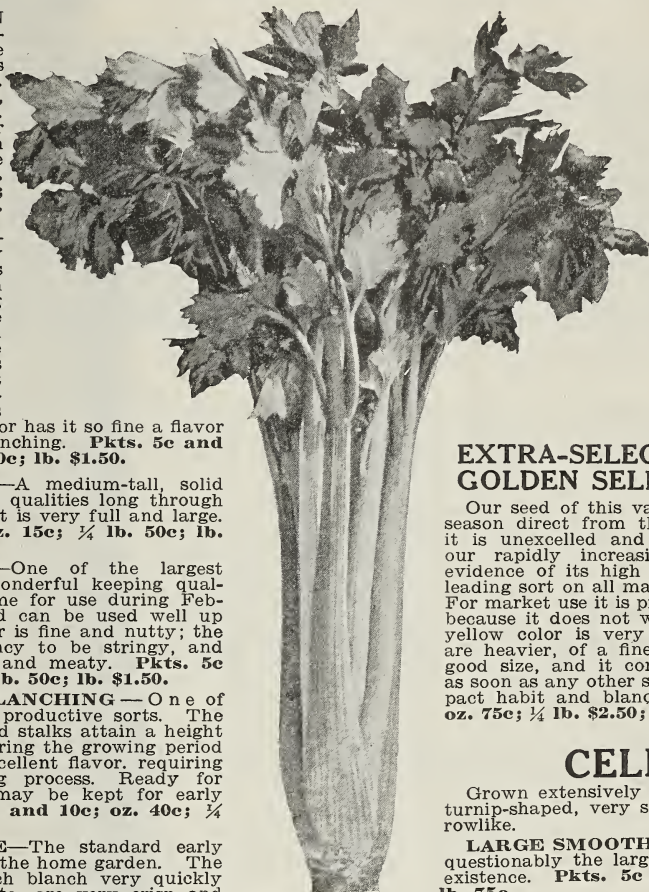 or has it so fine a flavor
nching. Pkts. 5c and
0c; lb. $1.50.
—A medium-tall, solid
qualities long through
t is very full and large.
z. 15c; ¼ lb. 50c; lb.
—One of the largest
onderful keeping qual-
me for use during Feb-
d can be used well up
r is fine and nutty; the
ncy to be stringy, and
and meaty. Pkts. 5c
b. 50c; lb. $1.50.
LANCHING—One of
productive sorts. The
d stalks attain a height
ring the growing period
cellent flavor. requiring
g process. Ready for
may be kept for early
and 10c; oz. 40c; ¼
E—The standard early
the home garden. The
ch blanch very quickly
EXTRA-SELEC
GOLDEN SEL
Our seed of this va
season direct from th
it is unexcelled and
our rapidly increasi
evidence of its high
leading sort on all ma
For market use it is p
because it does not w
yellow color is very
are heavier, of a fine
good size, and it con
as soon as any other s
pact habit and blanc
oz. 75c; ¼ lb. $2.50;
CELE
Grown extensively
turnip-shaped, very s
rowlike.
LARGE SMOOTH
questionably the larg
existence. Pkts. 5c